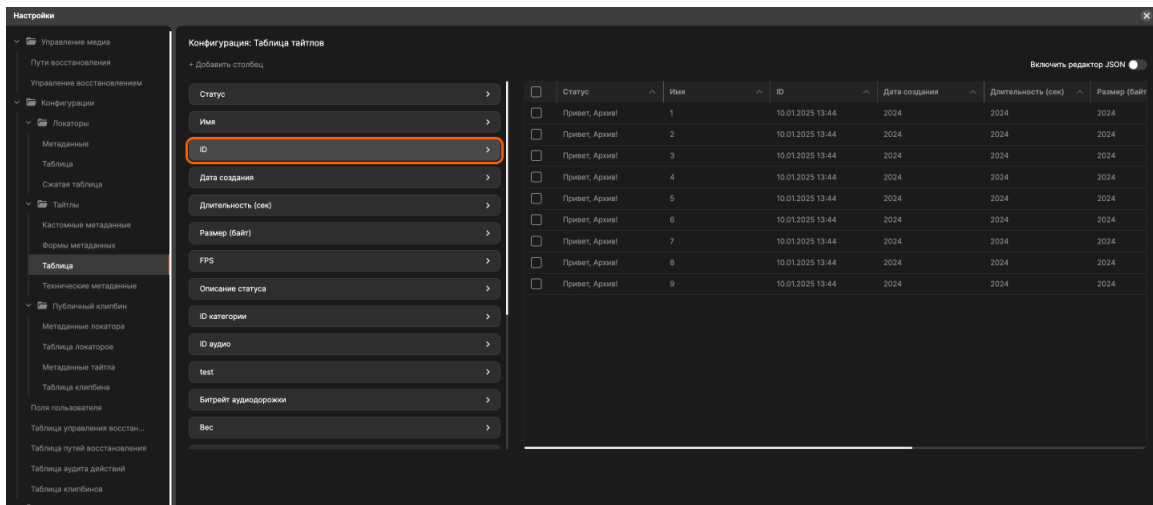 Настройки
Управление медиа
Пути восстановления
Управление восстановлением
Конфигурации
Локаторы
Метаданные
Таблица
Сжатая таблица
Тайтлы
Кастомные метаданные
Формы метаданных
Таблица
Технические метаданные
Публичный клипбин
Метаданные локатора
Таблица локаторов
Метаданные тайтла
Таблица клипбина
Поля пользователя
Таблица управления восстан...
Таблица путей восстановления
Таблица аудита действий
Таблица клипбинов
Конфигурация: Таблица тайтлов
+ Добавить столбец
Включить редактор JSON
Статус
Имя
ID
Дата создания
Длительность (сек)
Размер (байт)
FPS
Описание статуса
ID категории
ID аудио
test
Битрейт аудиодорожки
Вес
Статус Имя ID Дата создания Длительность (сек) Размер (байт
Привет, Архив! 1 10.01.2025 13:44 2024 2024 2024
Привет, Архив! 2 10.01.2025 13:44 2024 2024 2024
Привет, Архив! 3 10.01.2025 13:44 2024 2024 2024
Привет, Архив! 4 10.01.2025 13:44 2024 2024 2024
Привет, Архив! 5 10.01.2025 13:44 2024 2024 2024
Привет, Архив! 6 10.01.2025 13:44 2024 2024 2024
Привет, Архив! 7 10.01.2025 13:44 2024 2024 2024
Привет, Архив! 8 10.01.2025 13:44 2024 2024 2024
Привет, Архив! 9 10.01.2025 13:44 2024 2024 2024